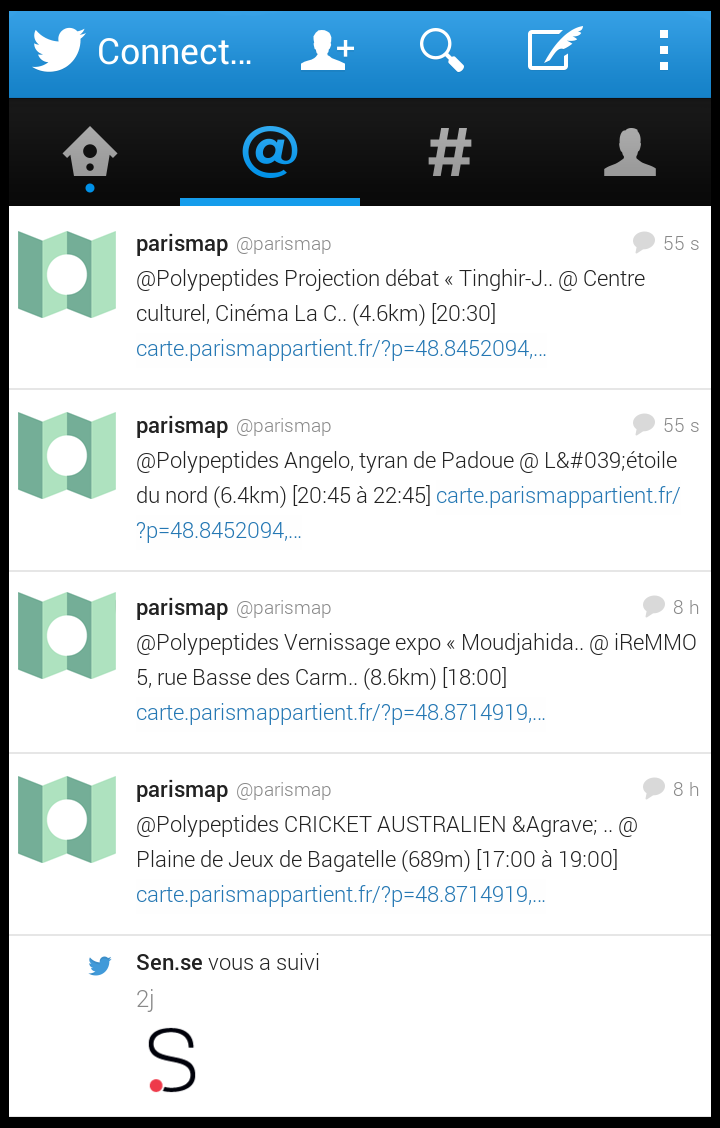 Connect…
@
#
parismap @parismap 55 s
@Polypeptides Projection débat « Tinghir-J.. @ Centre
culturel, Cinéma La C.. (4.6km) [20:30]
carte.parismappartient.fr/?p=48.8452094,…
parismap @parismap 55 s
@Polypeptides Angelo, tyran de Padoue @ L&#039;étoile
du nord (6.4km) [20:45 à 22:45] carte.parismappartient.fr/
?p=48.8452094,…
parismap @parismap 8 h
@Polypeptides Vernissage expo « Moudjahida.. @ iReMMO
5, rue Basse des Carm.. (8.6km) [18:00]
carte.parismappartient.fr/?p=48.8714919,…
parismap @parismap 8 h
@Polypeptides CRICKET AUSTRALIEN &Agrave; .. @
Plaine de Jeux de Bagatelle (689m) [17:00 à 19:00]
carte.parismappartient.fr/?p=48.8714919,…
Sen.se vous a suivi
2j
S